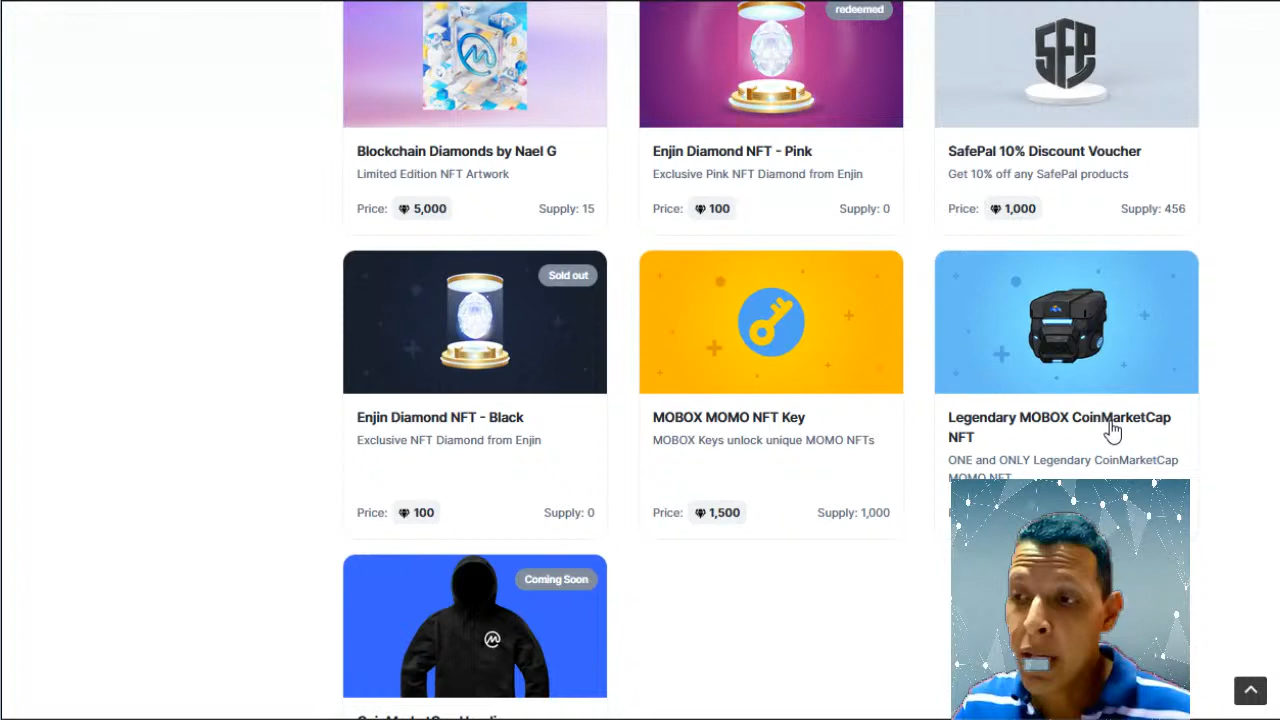 redeemed
SFP
Blockchain Diamonds by Nael G
Limited Edition NFT Artwork
Price: 5,000
Supply: 15
Enjin Diamond NFT - Pink
Exclusive Pink NFT Diamond from Enjin
Price: 100
Supply: 0
SafePal 10% Discount Voucher
Get 10% off any SafePal products
Price: 1,000
Supply: 456
Sold out
Enjin Diamond NFT - Black
Exclusive NFT Diamond from Enjin
Price: 100
Supply: 0
MOBOX MOMO NFT Key
MOBOX Keys unlock unique MOMO NFTs
Price: 1,500
Supply: 1,000
Legendary MOBOX CoinMarketCap
NFT
ONE and ONLY Legendary CoinMarketCap
MOMO NFT
Coming Soon